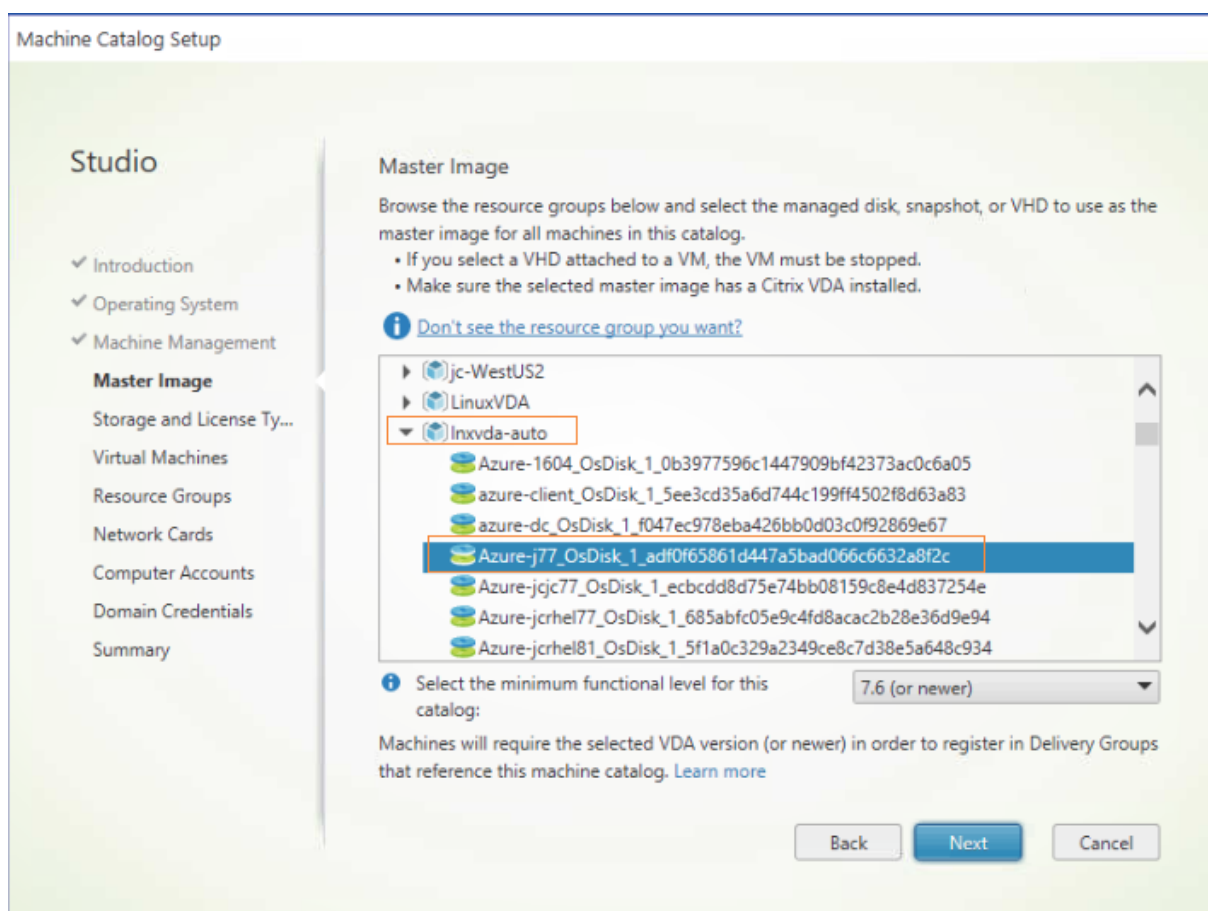 Machine Catalog Setup
Studio
Introduction
Operating System
Machine Management
Master Image
Storage and License Ty...
Virtual Machines
Resource Groups
Network Cards
Computer Accounts
Domain Credentials
Summary
Master Image
Browse the resource groups below and select the managed disk, snapshot, or VHD to use as the
master image for all machines in this catalog.
• If you select a VHD attached to a VM, the VM must be stopped.
• Make sure the selected master image has a Citrix VDA installed.
Don't see the resource group you want?
jc-WestUS2
LinuxVDA
lnxvda-auto
Azure-1604_OsDisk_1_0b3977596c1447909bf42373ac0c6a05
azure-client_OsDisk_1_5ee3cd35a6d744c199ff4502f8d63a83
azure-dc_OsDisk_1_f047ec978eba426bb0d03c0f92869e67
Azure-j77_OsDisk_1_adf0f65861d447a5bad066c6632a8f2c
Azure-jcjc77_OsDisk_1_ecbcdd8d75e74bb08159c8e4d837254e
Azure-jcrhel77_OsDisk_1_685abfc05e9c4fd8acac2b28e36d9e94
Azure-jcrhel81_OsDisk_1_5f1a0c329a2349ce8c7d38e5a648c934
Select the minimum functional level for this
catalog:
7.6 (or newer)
Machines will require the selected VDA version (or newer) in order to register in Delivery Groups
that reference this machine catalog. Learn more
Back
Next
Cancel